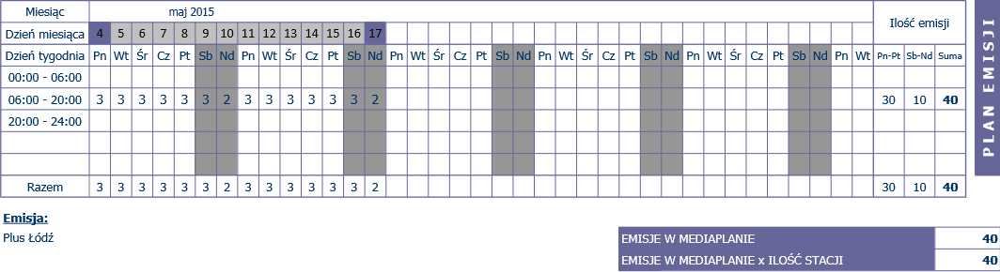 Miesiąc maj 2015 Ilość emisji
Dzień miesiąca 4 5 6 7 8 9 10 11 12 13 14 15 16 17
Dzień tygodnia Pn Wt Śr Cz Pt Sb Nd Pn Wt Śr Cz Pt Sb Nd Pn Wt Śr Cz Pt Sb Nd Pn Wt Śr Cz Pt Sb Nd Pn Wt Śr Cz Pt Sb Nd Pn Wt Pn-Pt Sb-Nd Suma
00:00 - 06:00
06:00 - 20:00 3 3 3 3 3 3 2 3 3 3 3 3 3 2 30 10 40
20:00 - 24:00
Razem 3 3 3 3 3 3 2 3 3 3 3 3 3 2 30 10 40
PLAN EMISJI
Emisja:
Plus Łódź
EMISJE W MEDIAPLANIE 40
EMISJE W MEDIAPLANIE x ILOŚĆ STACJI 40